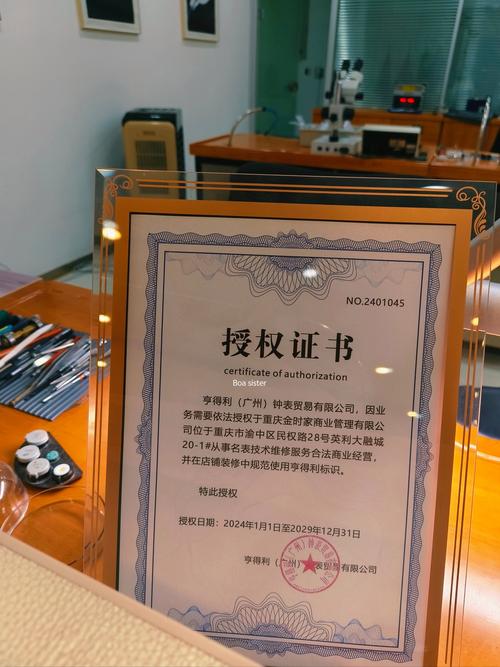 NO.2401045
授权证书
certificate of authorization
Boa sister
亨得利（广州）钟表贸易有限公司，因业
务需要依法授权于重庆金时家商业管理有限公
司位于重庆市渝中区民权路28号英利大融城
20-1#从事名表技术维修服务合法商业经营，
并在店铺装修中规范使用亨得利标识。
特此授权
授权日期：2024年1月1日至2029年12月31日
亨得利（广州）钟表贸易有限公司